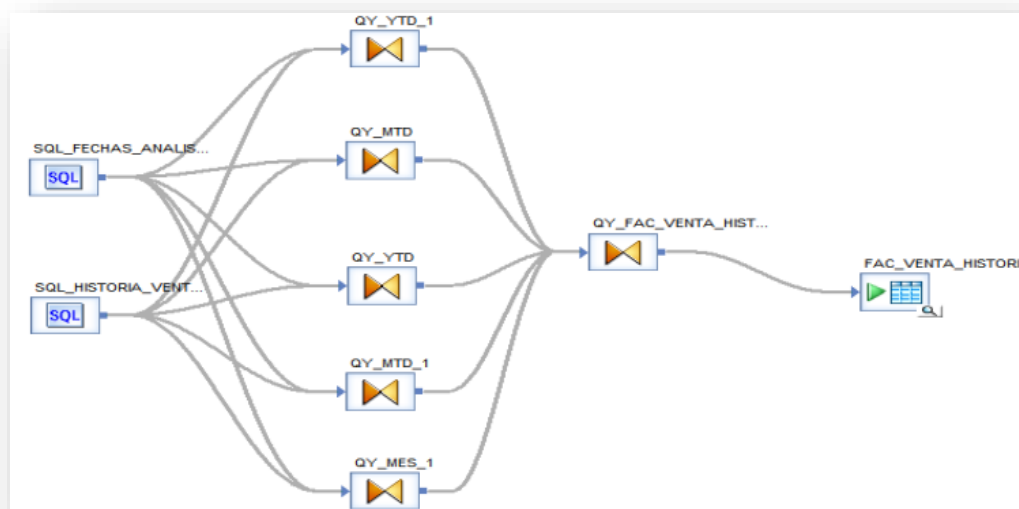 QY_YTD_1
SQL_FECHAS_ANALIS...
SQL
QY_MTD
SQL_HISTORIA_VENT...
SQL
QY_YTD
QY_MTD_1
QY_MES_1
QY_FAC_VENTA_HIST...
FAC_VENTA_HISTORI